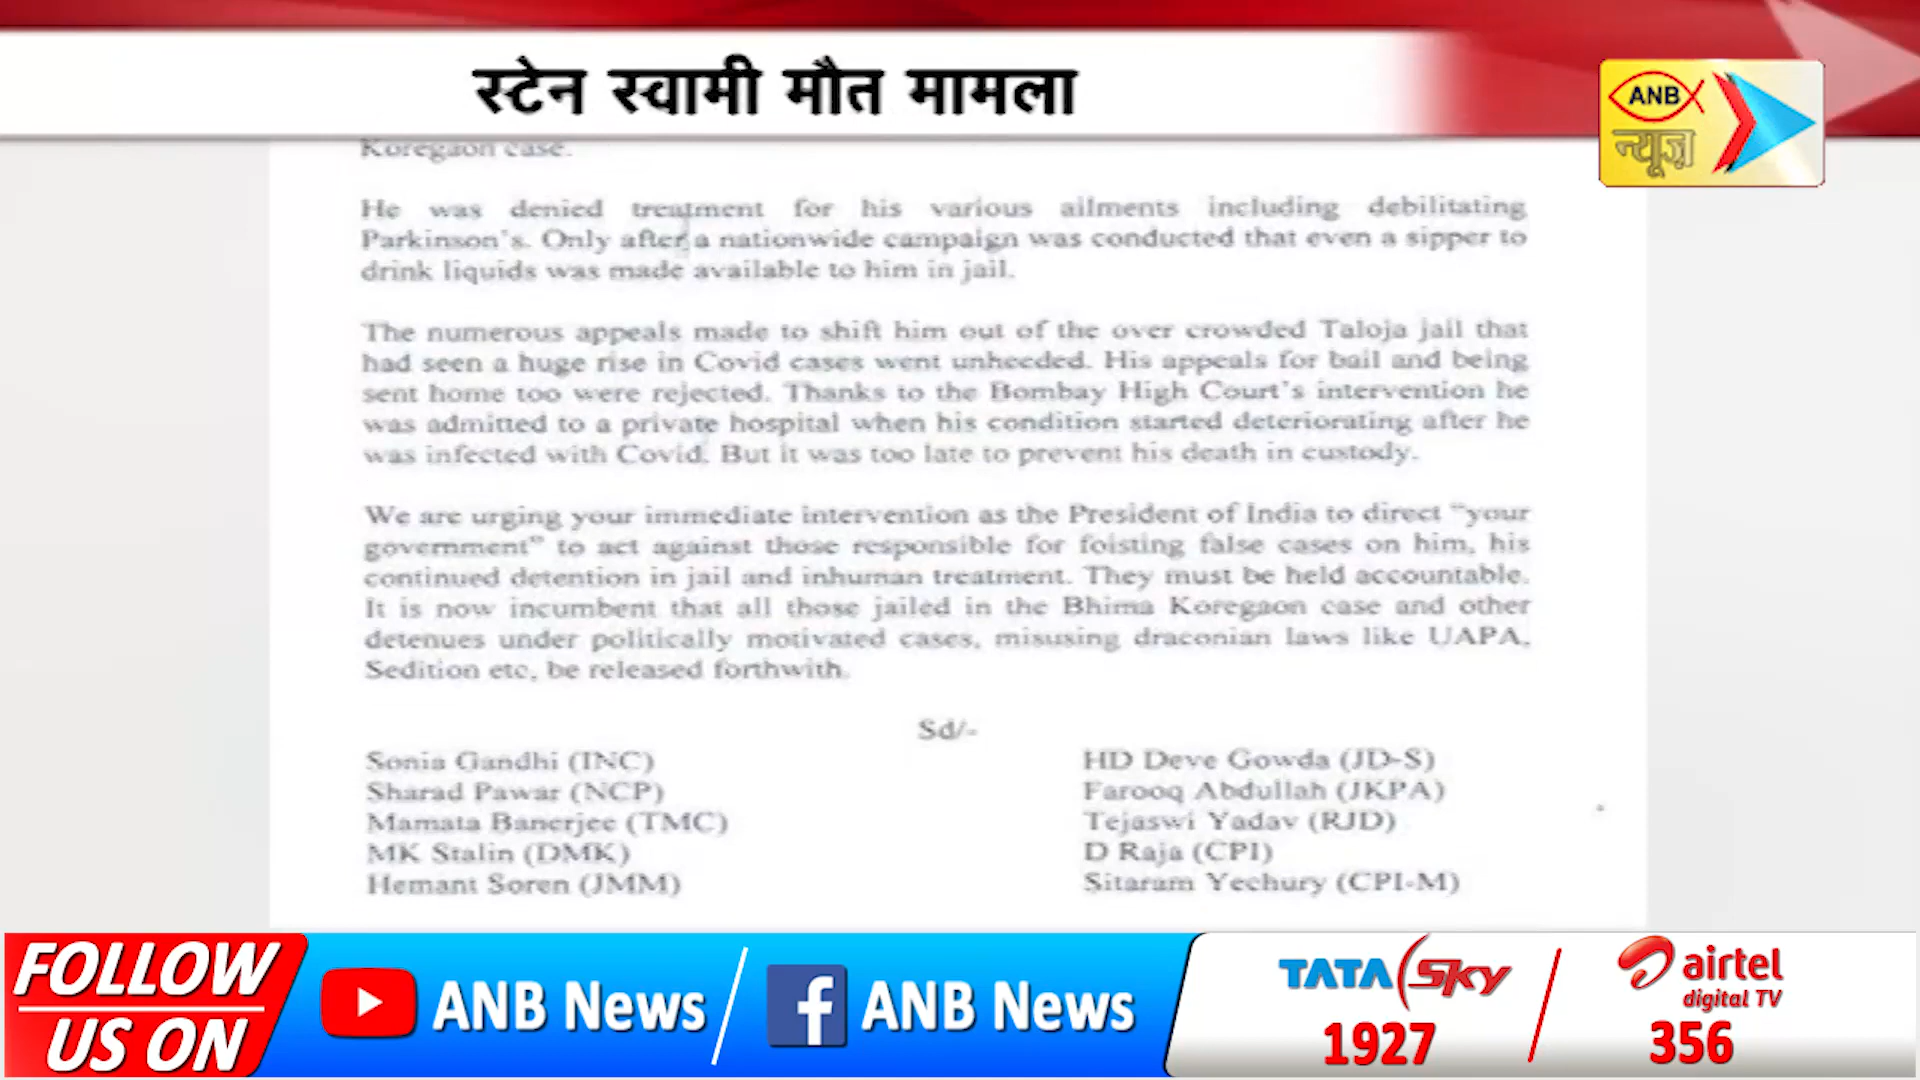 स्टेन स्वामी मौत मामला
ANB
न्यूज़
Koregaon case.
He was denied treatment for his various ailments including debilitating
Parkinson's. Only after a nationwide campaign was conducted that even a sipper to
drink liquids was made available to him in jail.
The numerous appeals made to shift him out of the over crowded Taloja jail that
had seen a huge rise in Covid cases went unheeded. His appeals for bail and being
sent home too were rejected. Thanks to the Bombay High Court's intervention he
was admitted to a private hospital when his condition started deteriorating after he
was infected with Covid. But it was too late to prevent his death in custody.
We are urging your immediate intervention as the President of India to direct "your
government" to act against those responsible for foisting false cases on him, his
continued detention in jail and inhuman treatment. They must be held accountable.
It is now incumbent that all those jailed in the Bhima Koregaon case and other
detenues under politically motivated cases, misusing draconian laws like UAPA,
Sedition etc, be released forthwith.
Sd/-
Sonia Gandhi (INC)
HD Deve Gowda (JD-S)
Sharad Pawar (NCP)
Farooq Abdullah (JKPA)
Mamata Banerjee (TMC)
Tejaswi Yadav (RJD)
MK Stalin (DMK)
D Raja (CPI)
Hemant Soren (JMM)
Sitaram Yechury (CPI-M)
FOLLOW
US ON
ANB News
ANB News
TATA Sky
1927
airtel
digital TV
356